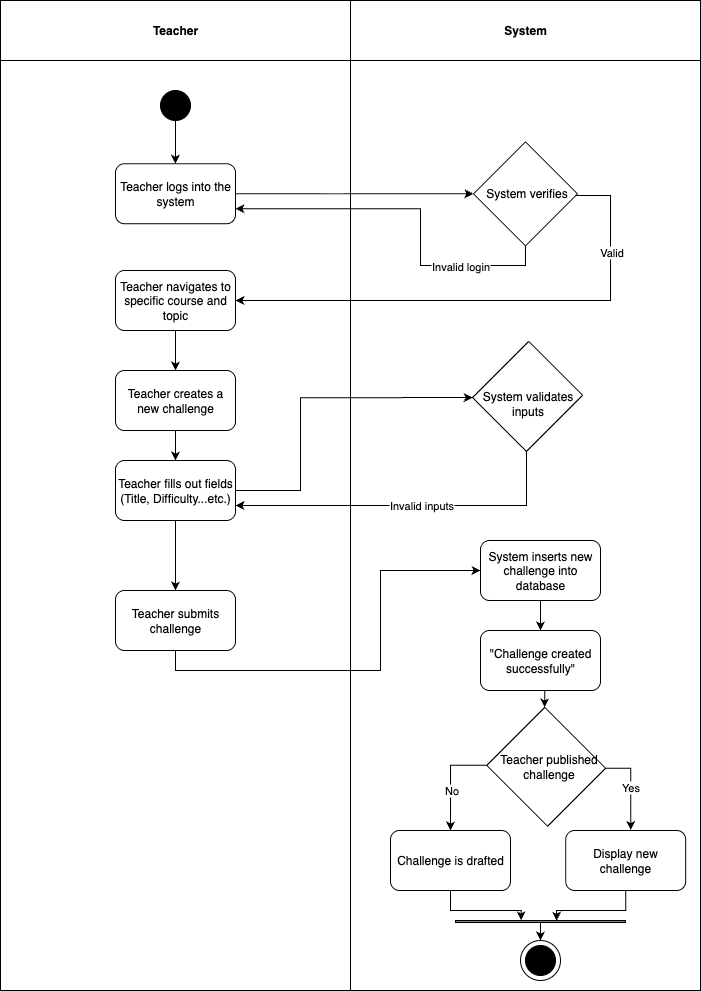 Teacher
System
Teacher logs into the
system
System verifies
Invalid login
Valid
Teacher navigates to
specific course and
topic
Teacher creates a
new challenge
System validates
inputs
Teacher fills out fields
(Title, Difficulty...etc.)
Invalid inputs
System inserts new
challenge into
database
Teacher submits
challenge
"Challenge created
successfully"
Teacher published
challenge
No
Yes
Challenge is drafted
Display new
challenge